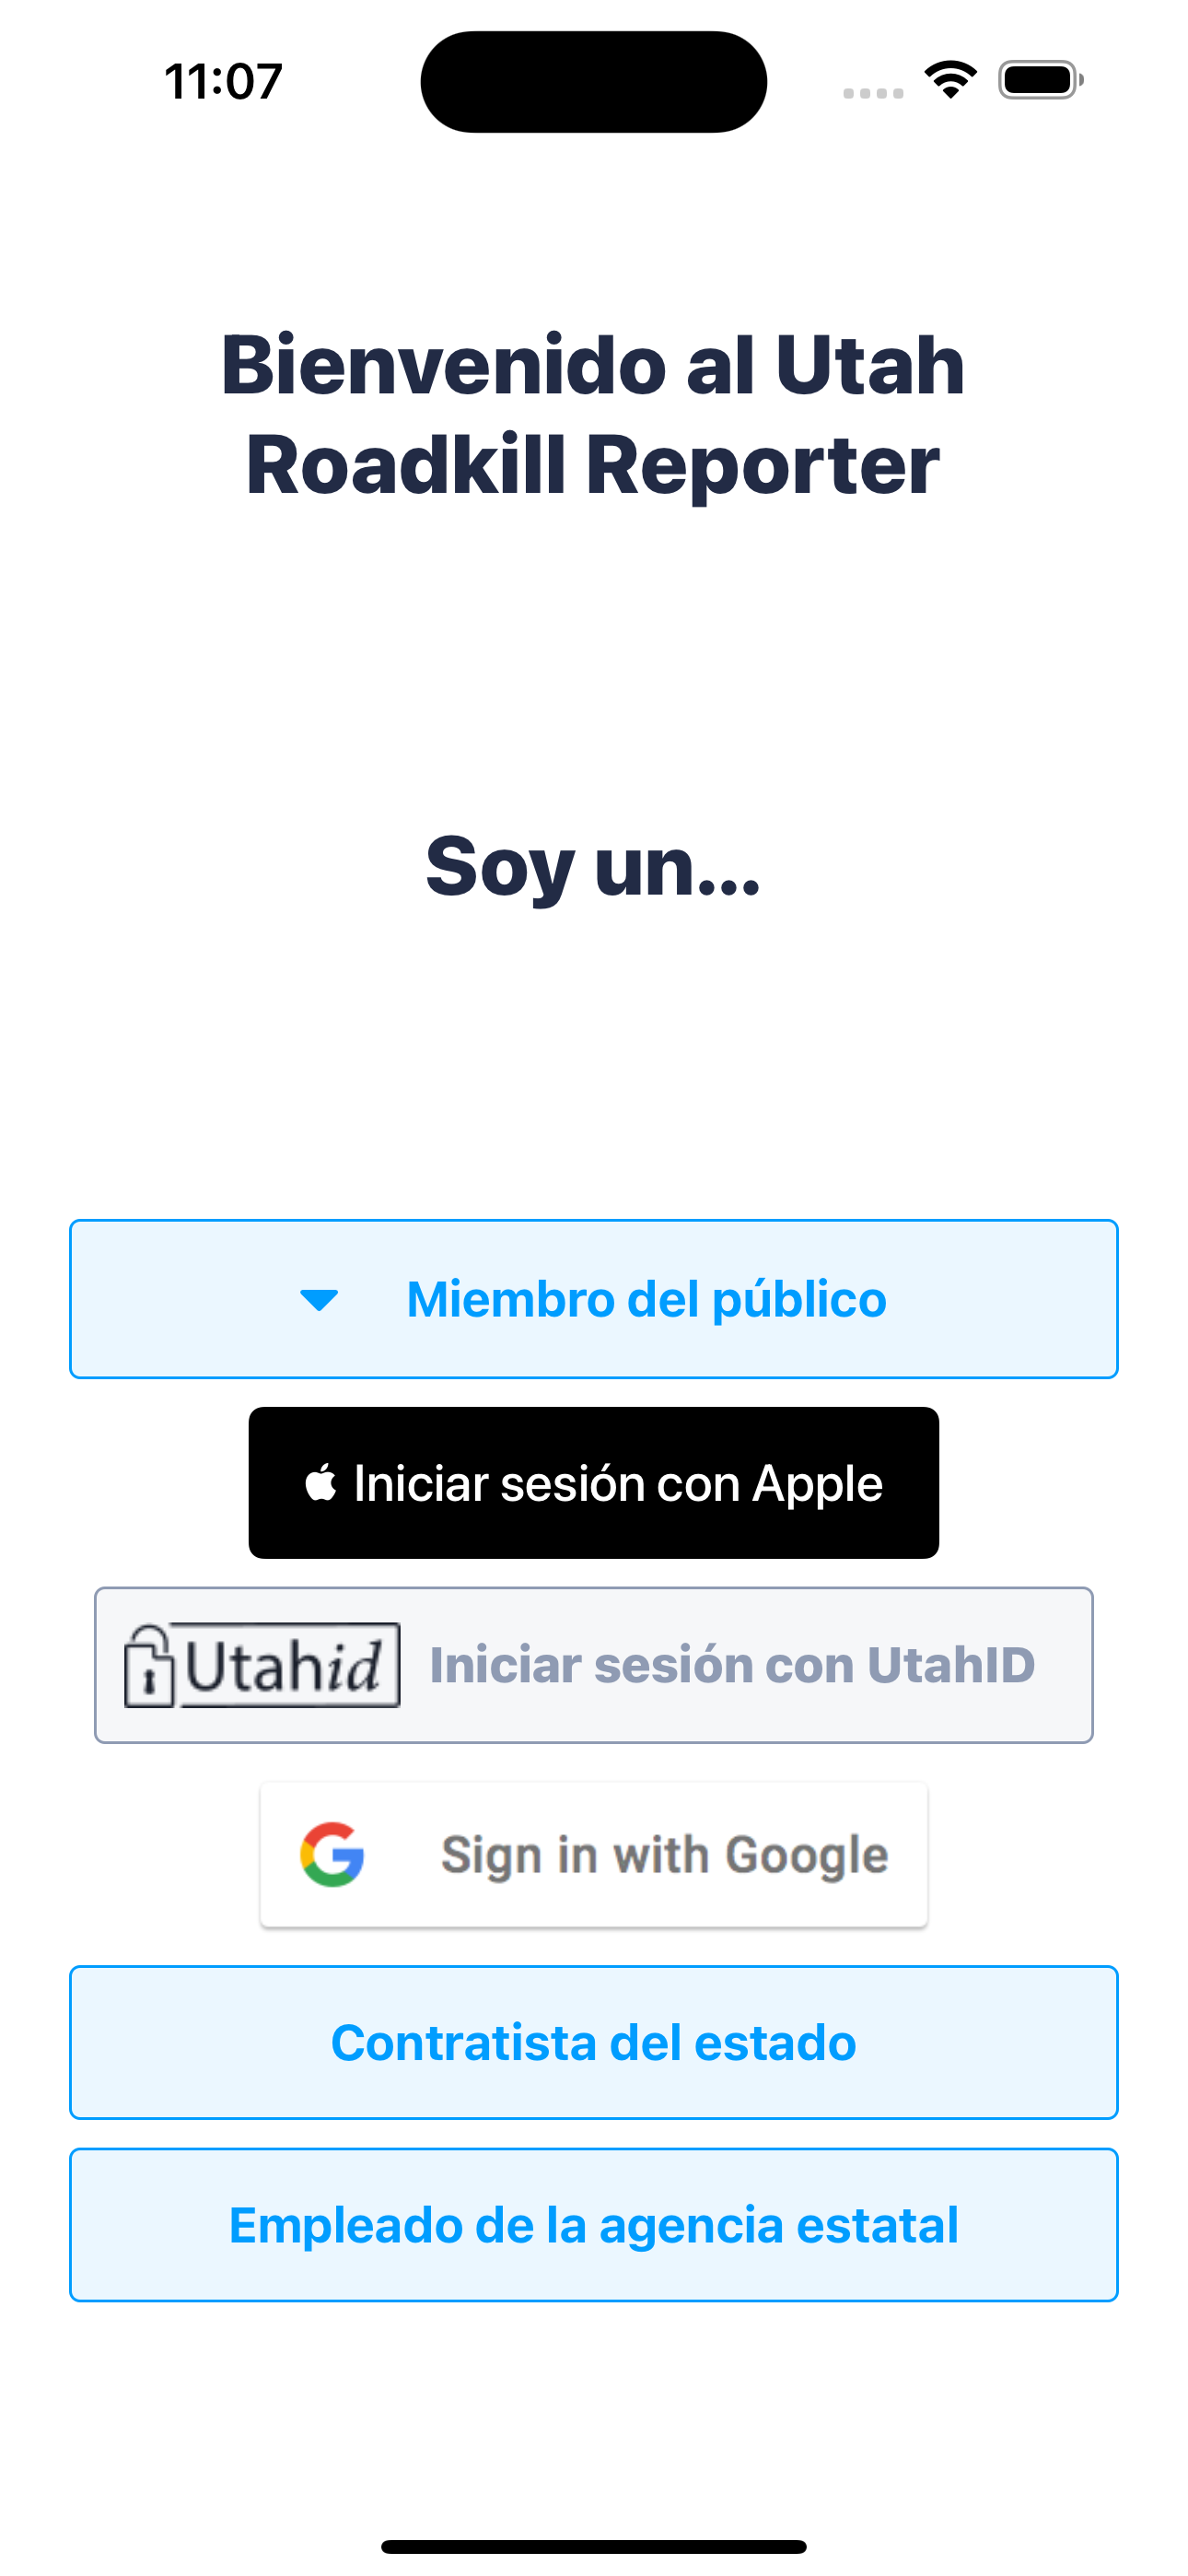 11:07
Bienvenido al Utah
Roadkill Reporter
Soy un...
Miembro del público
Iniciar sesión con Apple
Utahid Iniciar sesión con UtahID
Sign in with Google
Contratista del estado
Empleado de la agencia estatal